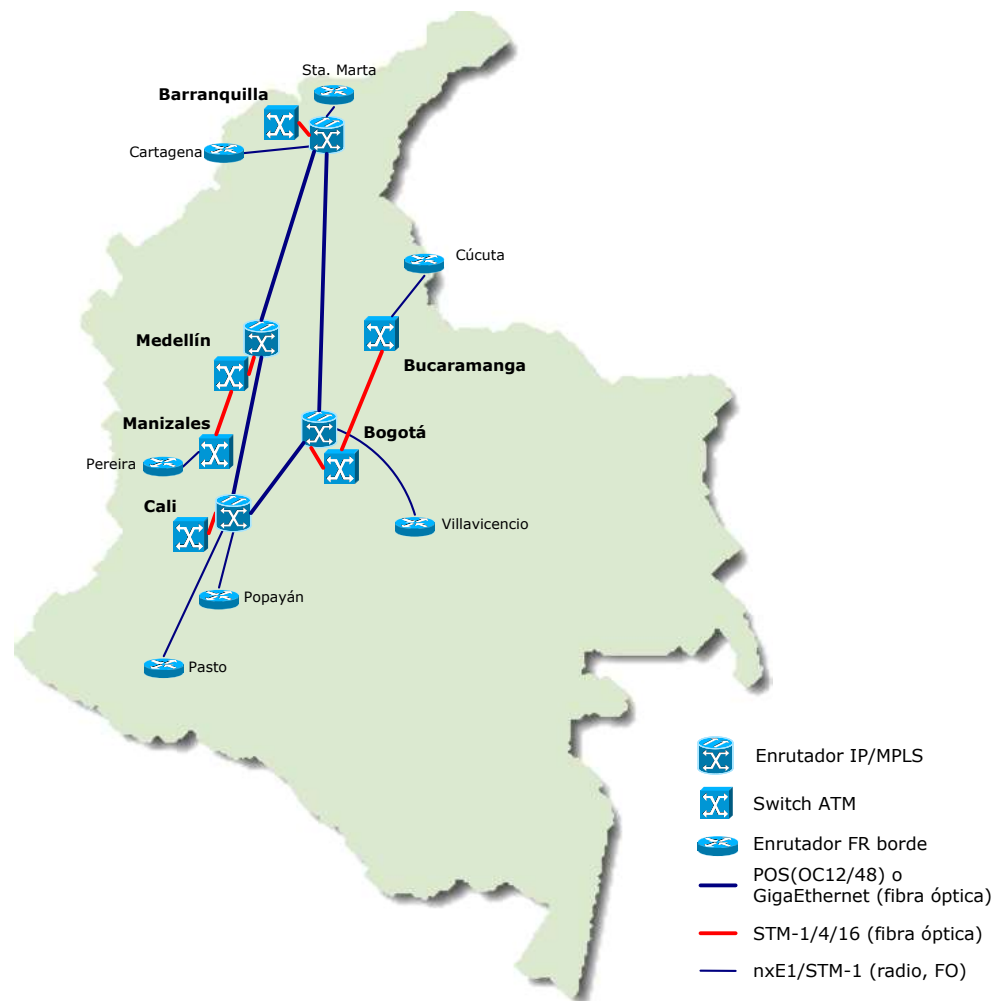 Sta. Marta
Barranquilla
Cartagena
Cúcuta
Medellín
Bucaramanga
Manizales
Bogotá
Pereira
Cali
Villavicencio
Popayán
Pasto
Enrutador IP/MPLS
Switch ATM
Enrutador FR borde
POS(OC12/48) o
GigaEthernet (fibra óptica)
STM-1/4/16 (fibra óptica)
nxE1/STM-1 (radio, FO)